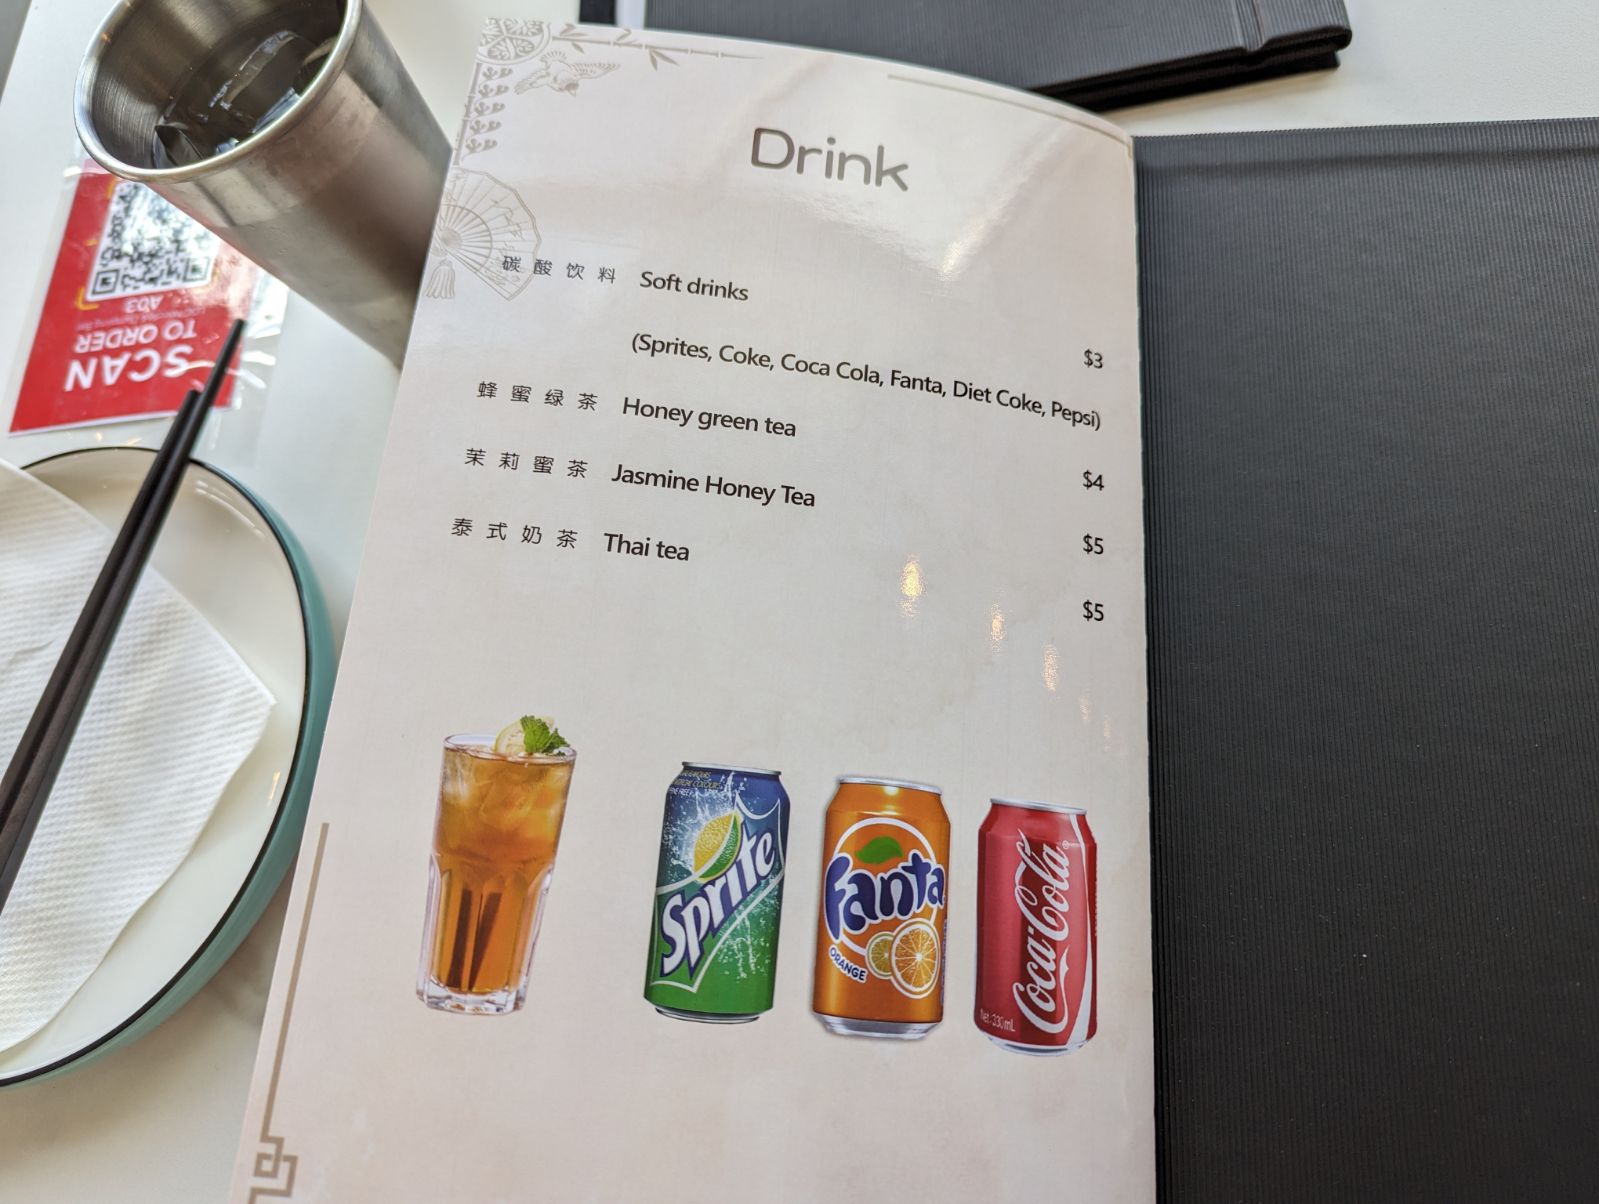 Drink
碳酸饮料 Soft drinks
$3
(Sprites, Coke, Coca Cola, Fanta, Diet Coke, Pepsi)
蜂蜜绿茶 Honey green tea
$4
茉莉蜜茶 Jasmine Honey Tea
$5
泰式奶茶 Thai tea
$5
Sprite
Fanta
ORANGE
Coca-Cola
Net:330mL
SCAN
TO ORDER
A03